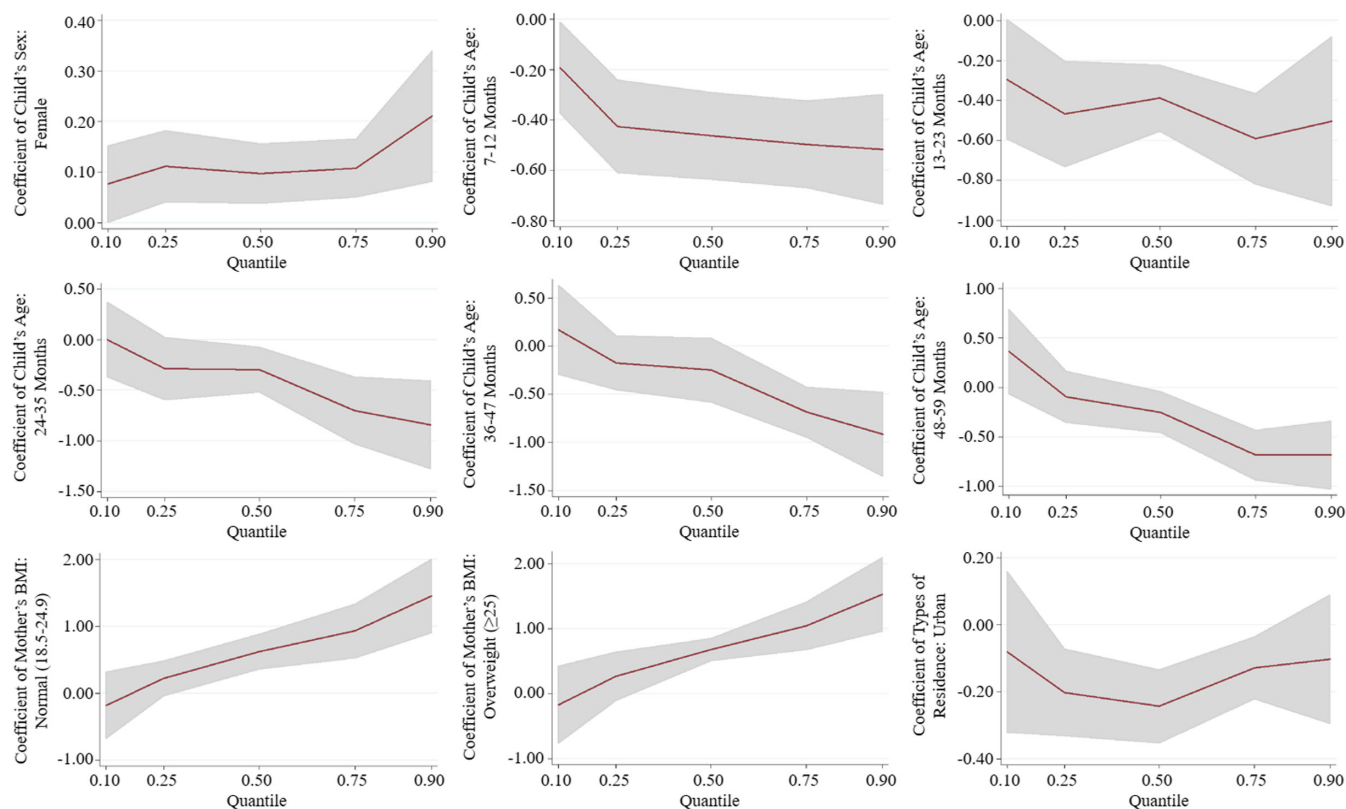 Coefficient of Child's Sex:
Female
0.40
0.30
0.20
0.10
0.00
0.10 0.25 0.50 0.75 0.90
Quantile
Coefficient of Child's Age:
7-12 Months
0.00
-0.20
-0.40
-0.60
-0.80
0.10 0.25 0.50 0.75 0.90
Quantile
Coefficient of Child's Age:
13-23 Months
0.00
-0.20
-0.40
-0.60
-0.80
-1.00
0.10 0.25 0.50 0.75 0.90
Quantile
Coefficient of Child's Age:
24-35 Months
0.50
0.00
-0.50
-1.00
-1.50
0.10 0.25 0.50 0.75 0.90
Quantile
Coefficient of Child's Age:
36-47 Months
0.50
0.00
-0.50
-1.00
-1.50
0.10 0.25 0.50 0.75 0.90
Quantile
Coefficient of Child's Age:
48-59 Months
1.00
0.50
0.00
-0.50
-1.00
0.10 0.25 0.50 0.75 0.90
Quantile
Coefficient of Mother's BMI:
Normal (18.5-24.9)
2.00
1.00
0.00
-1.00
0.10 0.25 0.50 0.75 0.90
Quantile
Coefficient of Mother's BMI:
Overweight (≥25)
2.00
1.00
0.00
-1.00
0.10 0.25 0.50 0.75 0.90
Quantile
Coefficient of Types of
Residence: Urban
0.20
0.00
-0.20
-0.40
0.10 0.25 0.50 0.75 0.90
Quantile